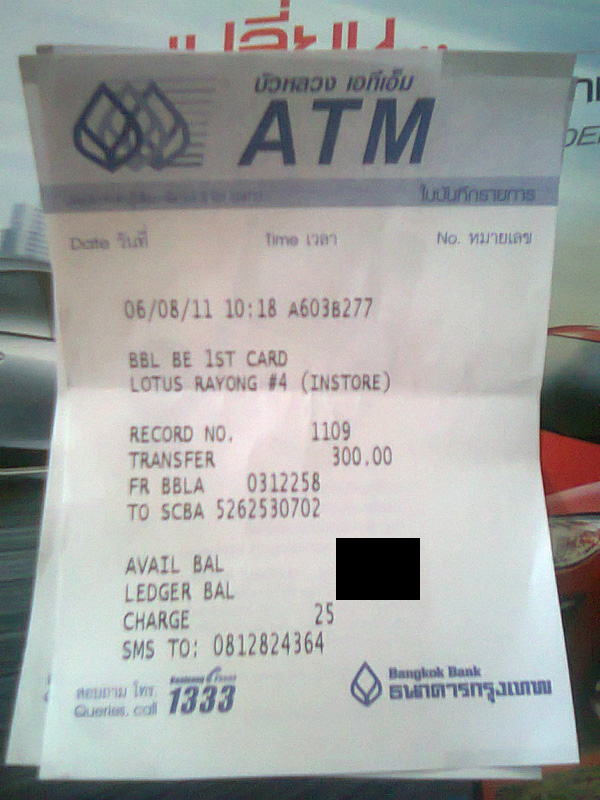 เปลี่ยน...
บัวหลวง เอทีเอ็ม
ATM
ใบบันทึกรายการ
Date วันที่ Time เวลา No. หมายเลข
06/08/11 10:18 A603B277
BBL BE 1ST CARD
LOTUS RAYONG #4 (INSTORE)
RECORD NO. 1109
TRANSFER 300.00
FR BBLA 0312258
TO SCBA 5262530702
AVAIL BAL
LEDGER BAL
CHARGE 25
SMS TO: 0812824364
สอบถาม โทร.
Queries, call 1333
Bangkok Bank
ธนาคารกรุงเทพ